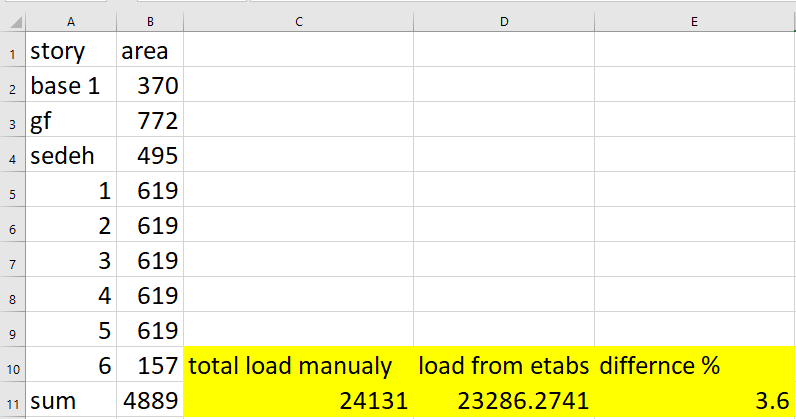 A B C D E
1 story area
2 base 1 370
3 gf 772
4 sedeh 495
5 1 619
6 2 619
7 3 619
8 4 619
9 5 619
10 6 157 total load manualy load from etabs differnce %
11 sum 4889 24131 23286.2741 3.6